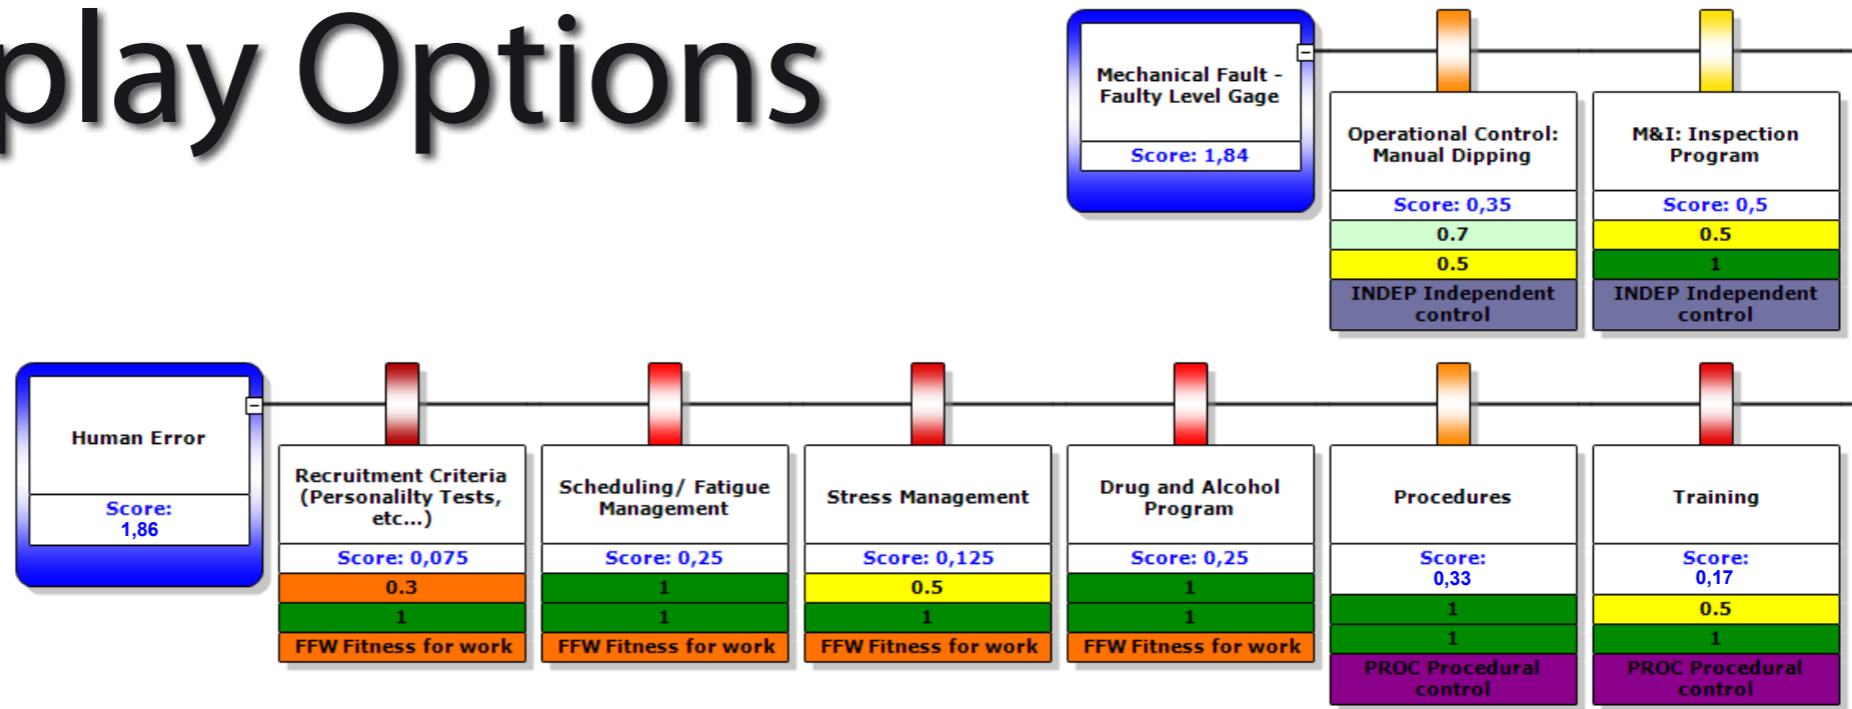 play Options
Mechanical Fault -
Faulty Level Gage
Score: 1,84
Operational Control:
Manual Dipping
Score: 0,35
0.7
0.5
INDEP Independent
control
M&I: Inspection
Program
Score: 0,5
0.5
1
INDEP Independent
control
Human Error
Score:
1,86
Recruitment Criteria
(Personalilty Tests,
etc...)
Score: 0,075
0.3
1
FFW Fitness for work
Scheduling/ Fatigue
Management
Score: 0,25
1
1
FFW Fitness for work
Stress Management
Score: 0,125
0.5
1
FFW Fitness for work
Drug and Alcohol
Program
Score: 0,25
1
1
FFW Fitness for work
Procedures
Score:
0,33
1
1
PROC Procedural
control
Training
Score:
0,17
0.5
1
PROC Procedural
control